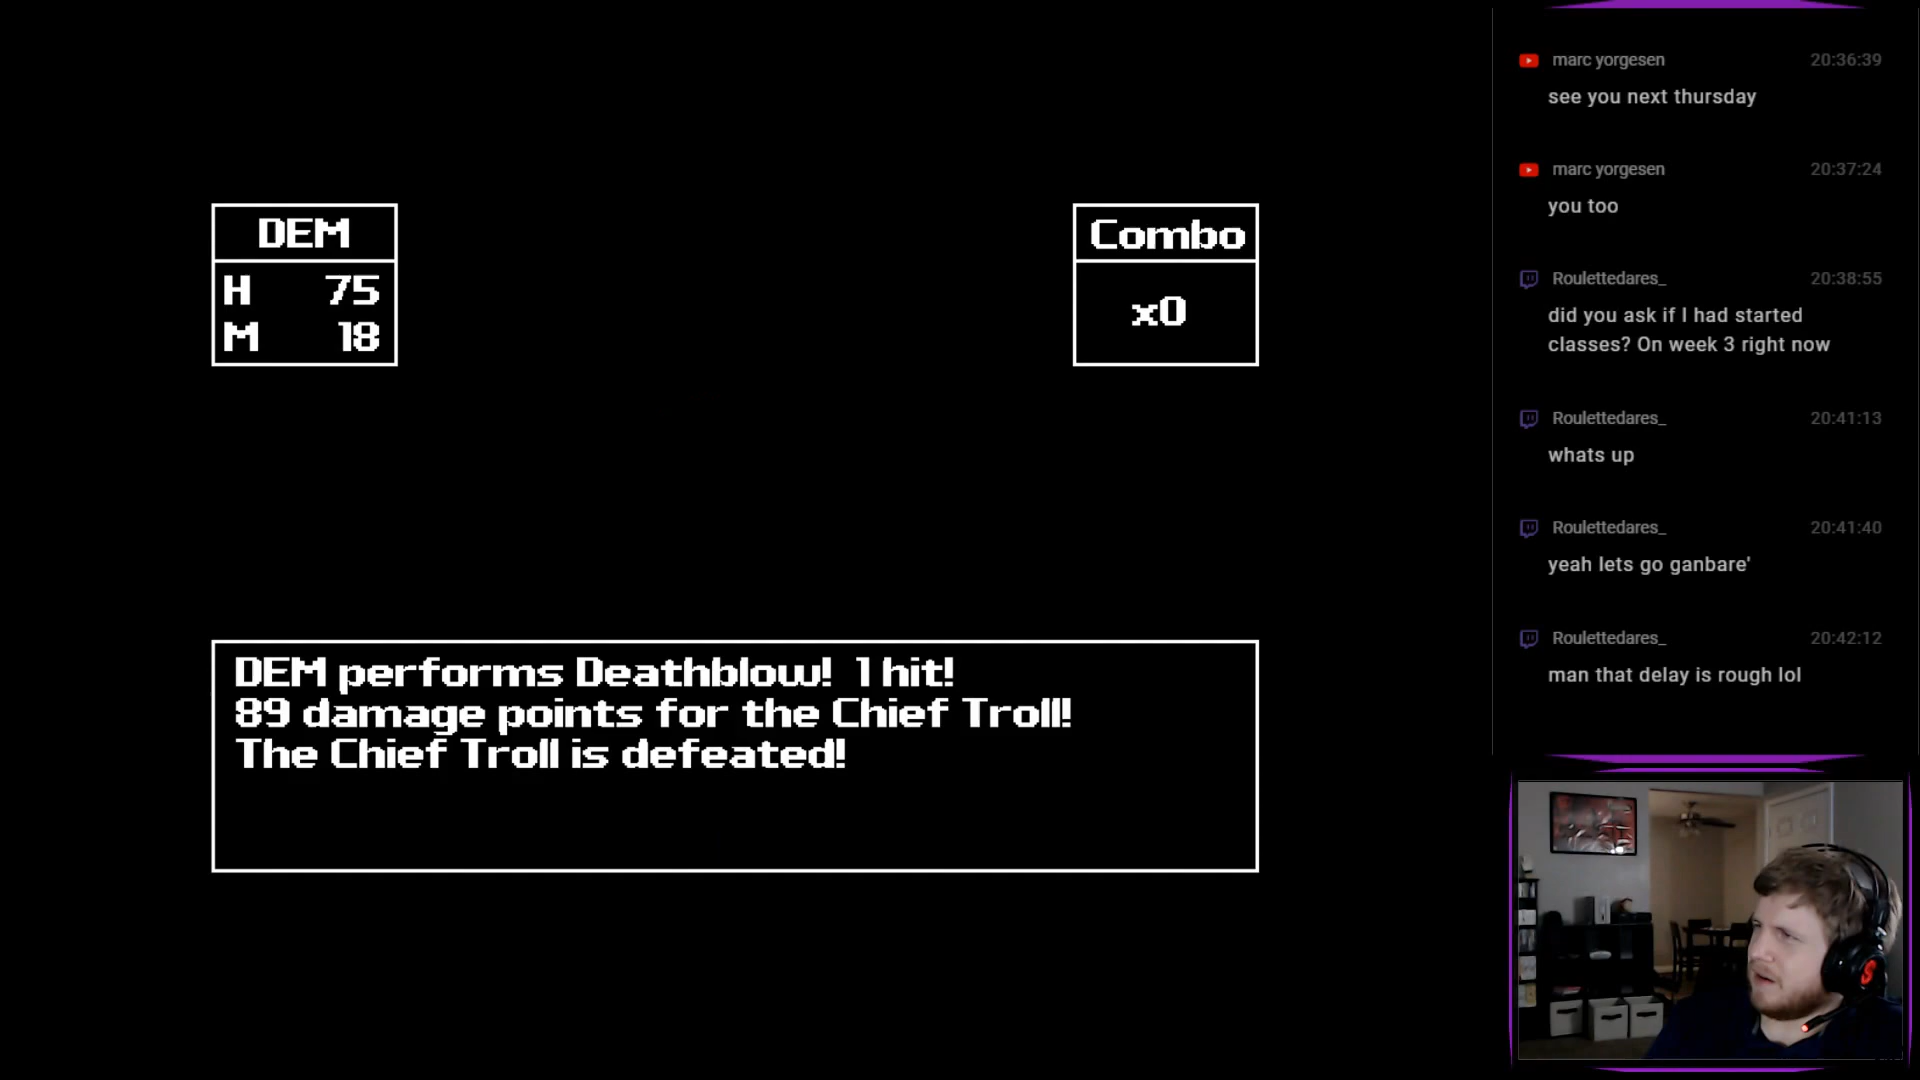 DEM
H 75
M 18
Combo
x0
DEM performs Deathblow! 1 hit!
89 damage points for the Chief Troll!
The Chief Troll is defeated!
marc yorgesen 20:36:39
see you next thursday
marc yorgesen 20:37:24
you too
Roulettedares_ 20:38:55
did you ask if I had started
classes? On week 3 right now
Roulettedares_ 20:41:13
whats up
Roulettedares_ 20:41:40
yeah lets go ganbare'
Roulettedares_ 20:42:12
man that delay is rough lol